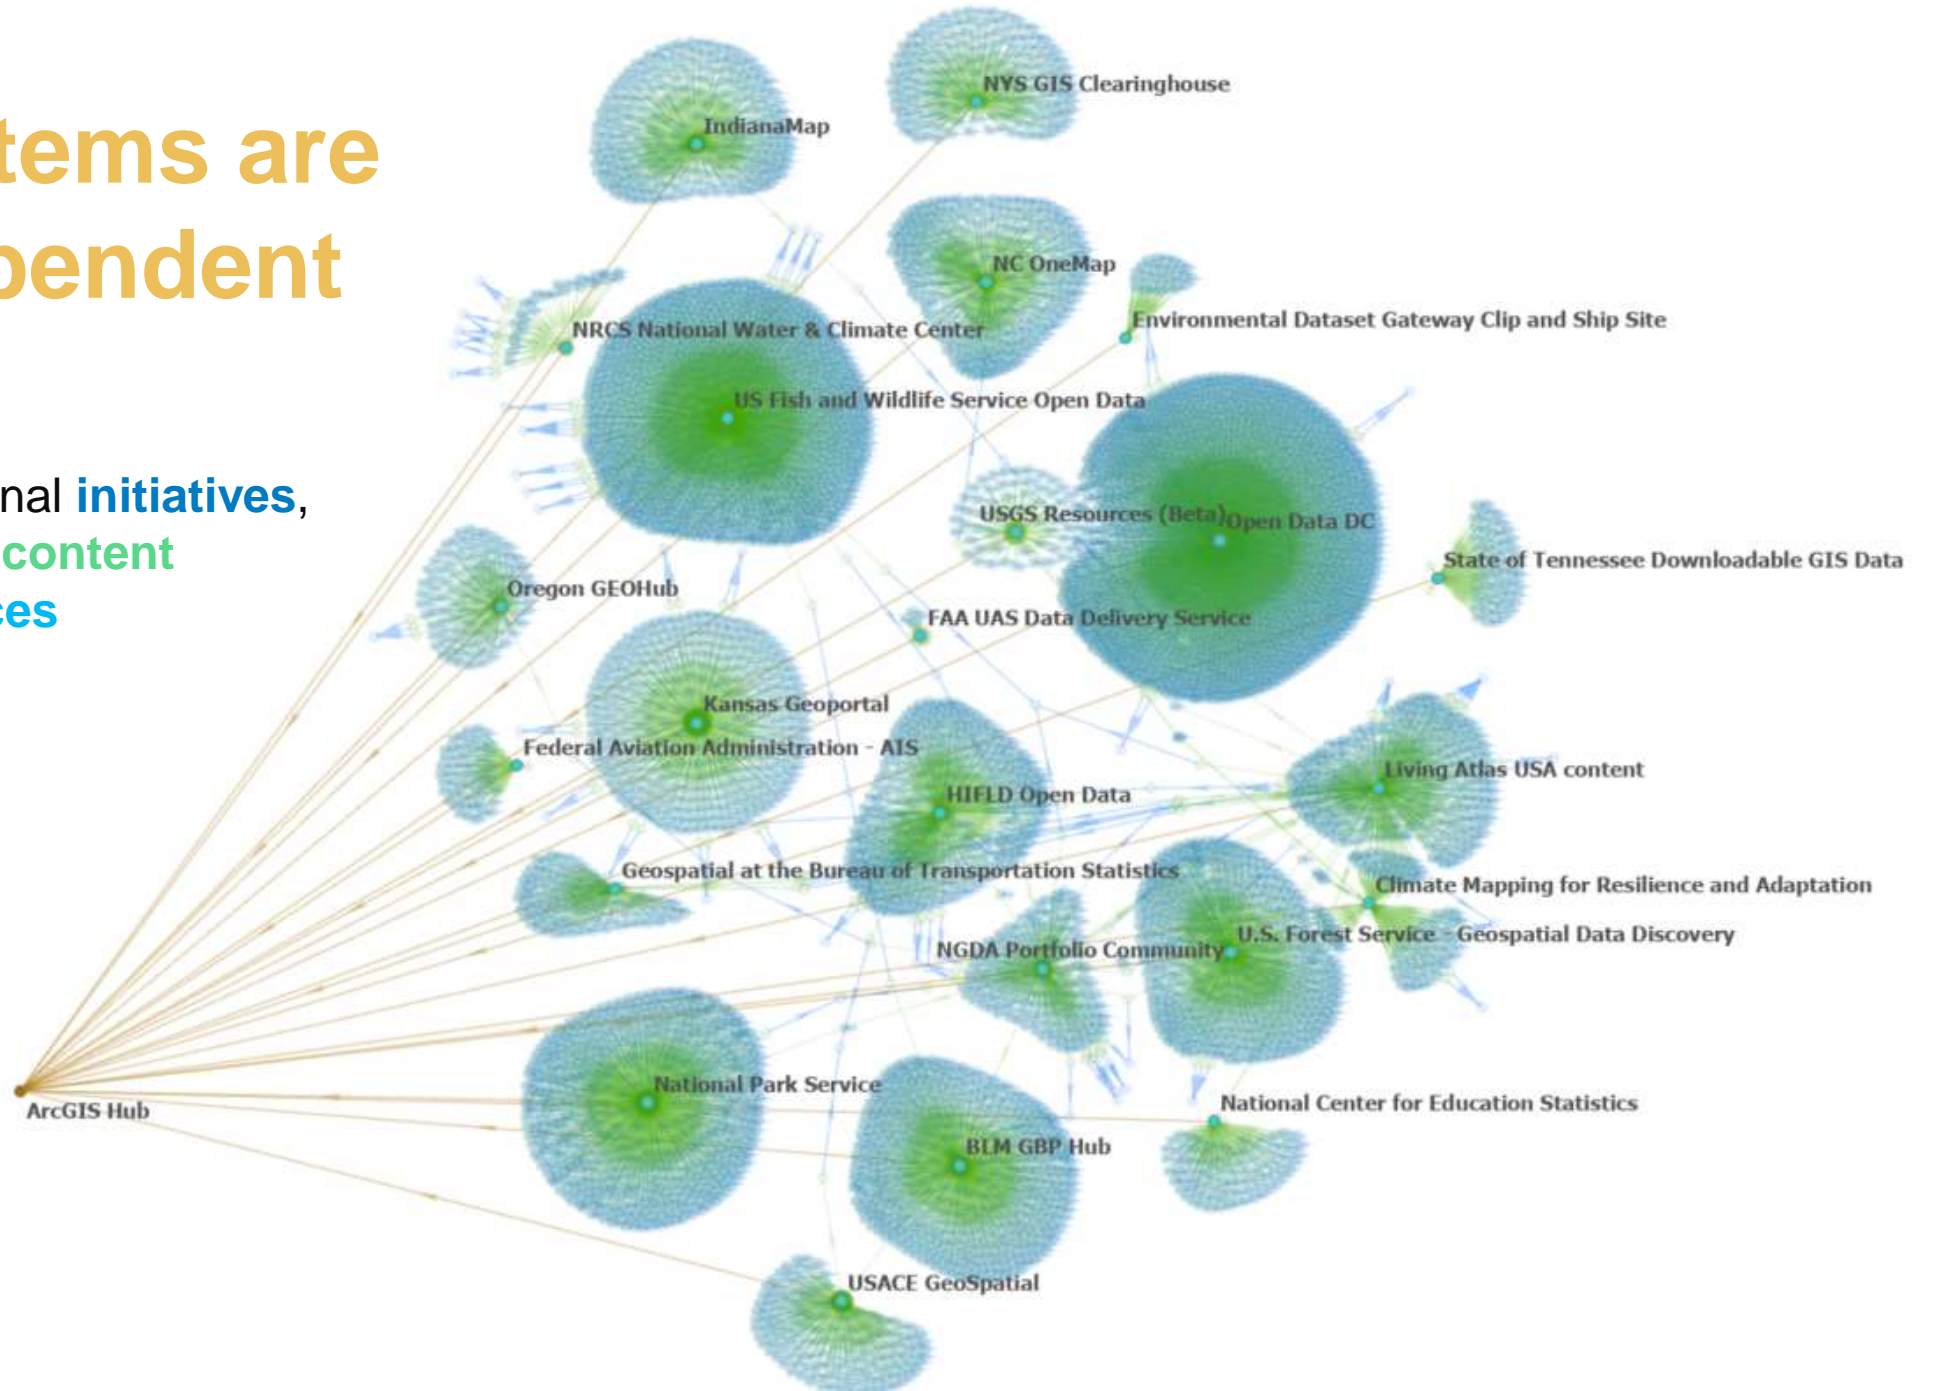 tems are
pendent
nal initiatives,
content
ces
NYS GIS Clearinghouse
IndianaMap
NC OneMap
Environmental Dataset Gateway Clip and Ship Site
NRCS National Water & Climate Center
US Fish and Wildlife Service Open Data
USGS Resources (Beta)
Open Data DC
State of Tennessee Downloadable GIS Data
Oregon GEOHub
FAA UAS Data Delivery Service
Kansas Geoportal
Federal Aviation Administration - AIS
Living Atlas USA content
HIFLD Open Data
Geospatial at the Bureau of Transportation Statistics
Climate Mapping for Resilience and Adaptation
U.S. Forest Service - Geospatial Data Discovery
NGDA Portfolio Community
National Park Service
ArcGIS Hub
National Center for Education Statistics
BLM GBP Hub
USACE GeoSpatial